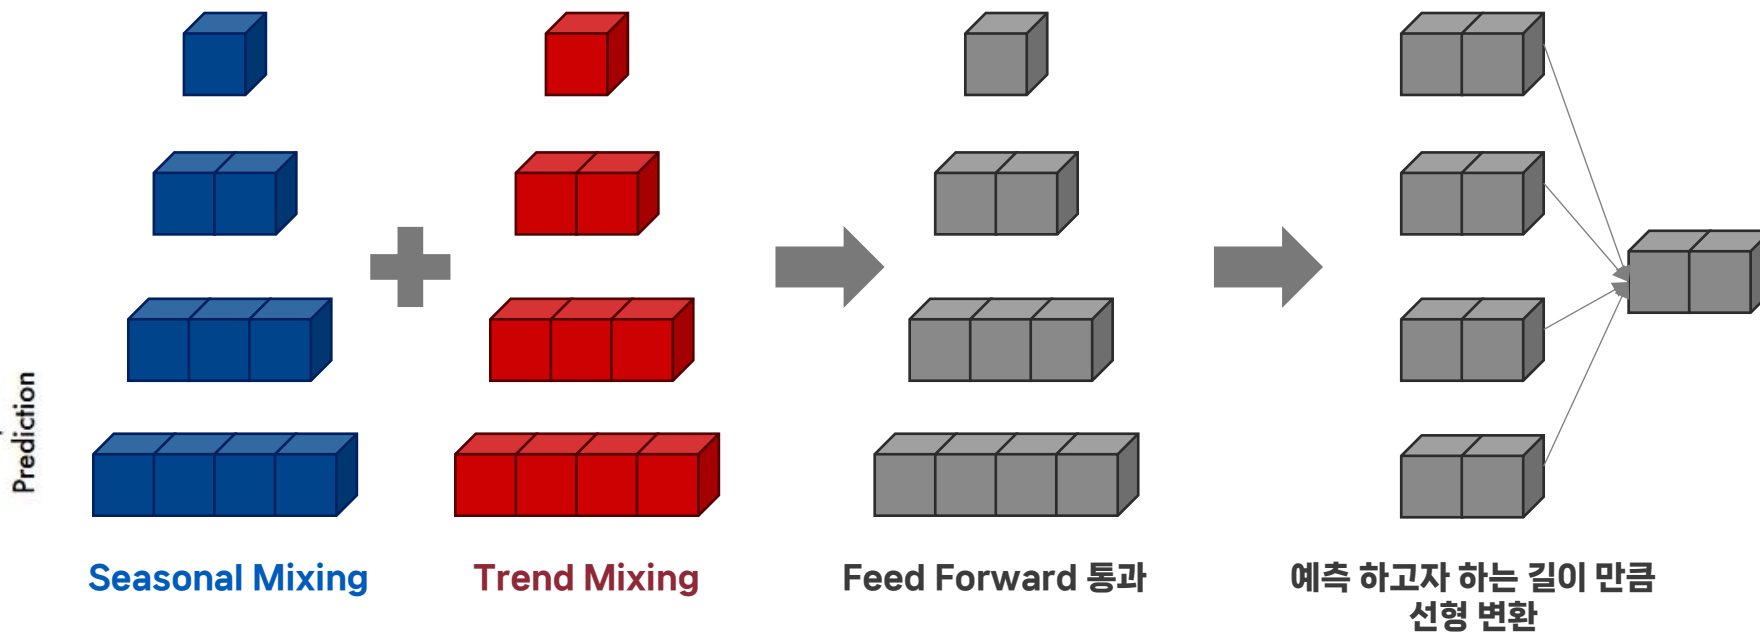 Prediction
Seasonal Mixing
Trend Mixing
Feed Forward 통과
예측 하고자 하는 길이 만큼
선형 변환